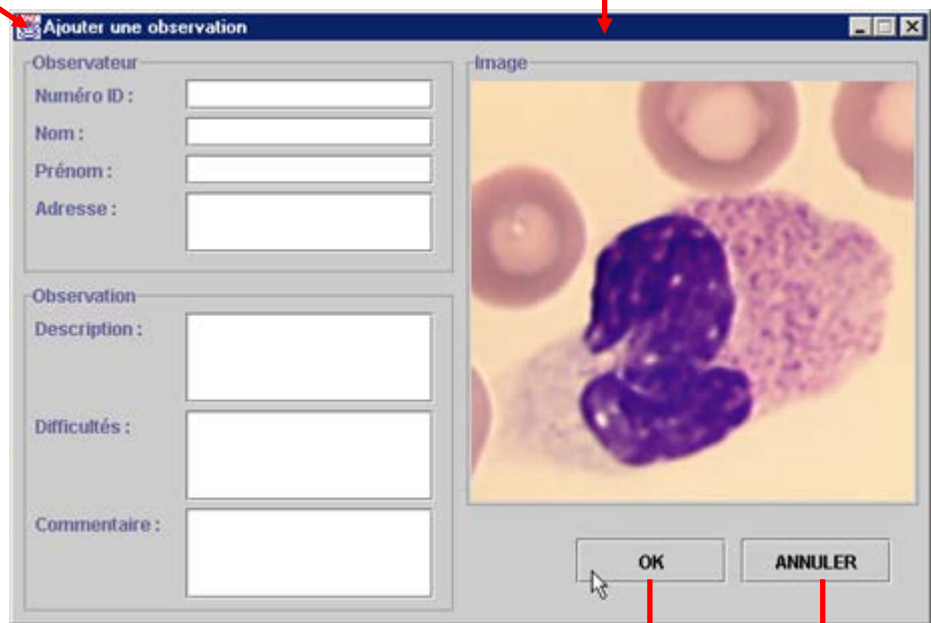 Ajouter une observation
Observateur
Numéro ID :
Nom :
Prénom :
Adresse :
Observation
Description :
Difficultés :
Commentaire :
Image
OK
ANNULER